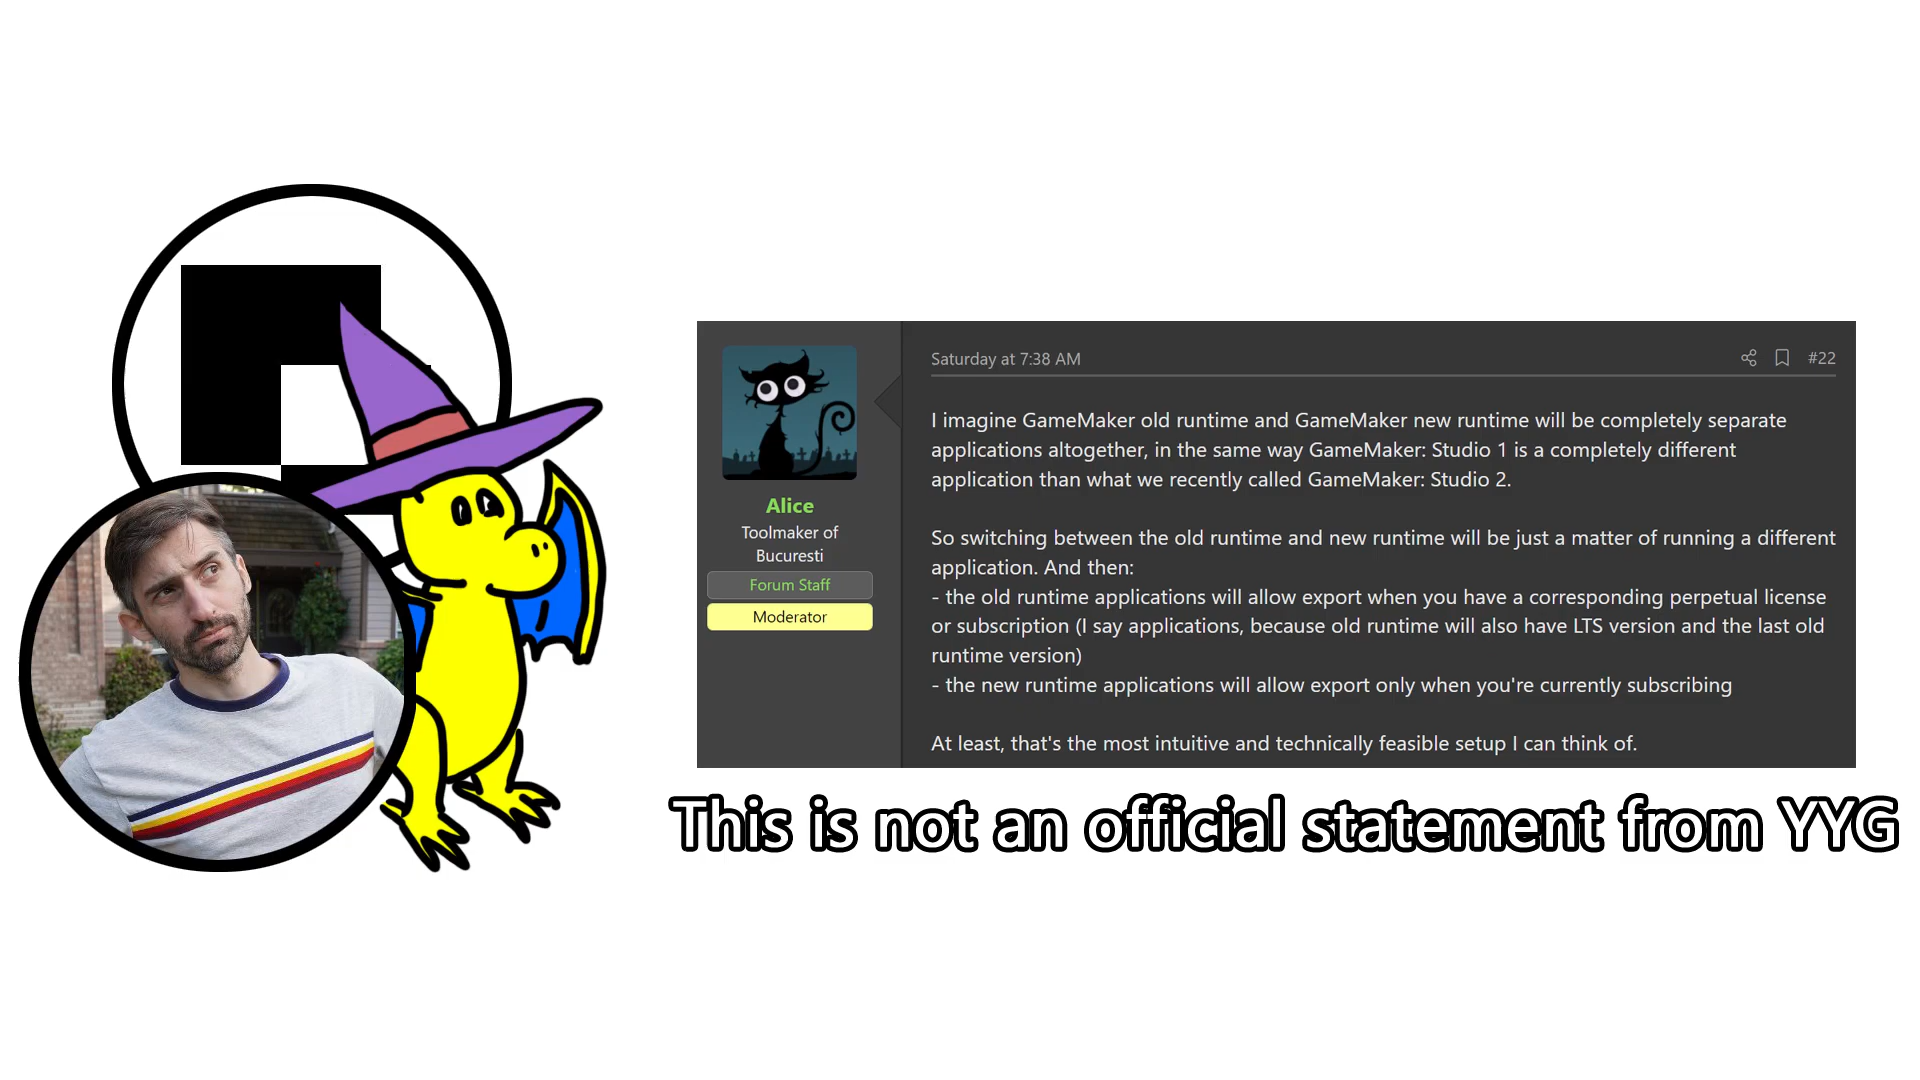 Saturday at 7:38 AM
#22
Alice
Toolmaker of
Bucuresti
Forum Staff
Moderator
I imagine GameMaker old runtime and GameMaker new runtime will be completely separate
applications altogether, in the same way GameMaker: Studio 1 is a completely different
application than what we recently called GameMaker: Studio 2.
So switching between the old runtime and new runtime will be just a matter of running a different
application. And then:
- the old runtime applications will allow export when you have a corresponding perpetual license
or subscription (I say applications, because old runtime will also have LTS version and the last old
runtime version)
- the new runtime applications will allow export only when you're currently subscribing
At least, that's the most intuitive and technically feasible setup I can think of.
This is not an official statement from YYG